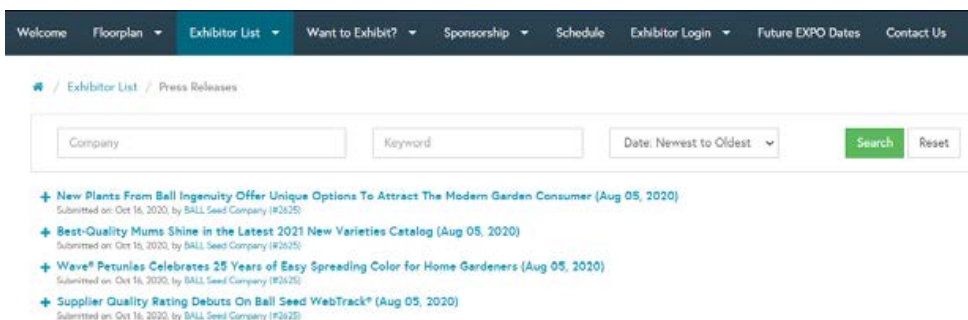 Welcome Floorplan Exhibitor List Want to Exhibit? Sponsorship Schedule Exhibitor Login Future EXPO Dates Contact Us
/ Exhibitor List / Press Releases
Company Keyword Date: Newest to Oldest Search Reset
+ New Plants From Ball Ingenuity Offer Unique Options To Attract The Modern Garden Consumer (Aug 05, 2020)
Submitted on: Oct 16, 2020, by BALL Seed Company (#2625)
+ Best-Quality Mums Shine in the Latest 2021 New Varieties Catalog (Aug 05, 2020)
Submitted on: Oct 16, 2020, by BALL Seed Company (#2625)
+ Wave® Petunias Celebrates 25 Years of Easy Spreading Color for Home Gardeners (Aug 05, 2020)
Submitted on: Oct 16, 2020, by BALL Seed Company (#2625)
+ Supplier Quality Rating Debuts On Ball Seed WebTrack® (Aug 05, 2020)
Submitted on: Oct 16, 2020, by BALL Seed Company (#2625)